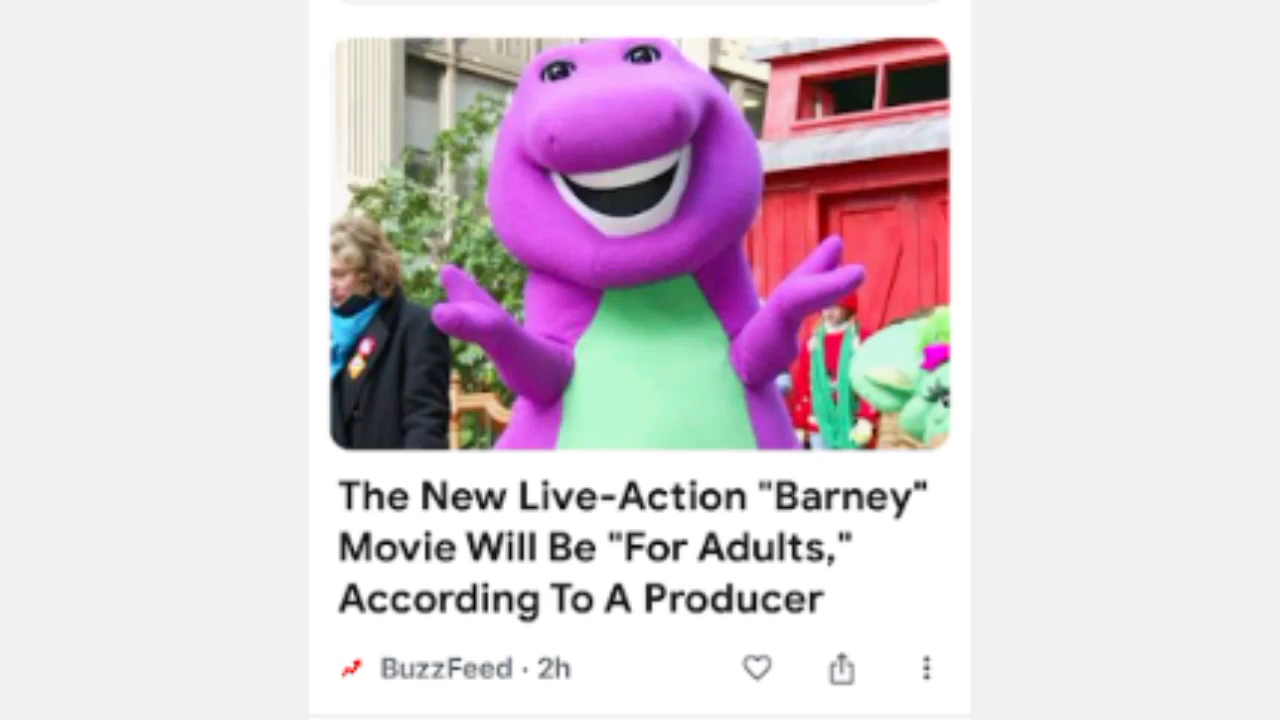 The New Live-Action "Barney"
Movie Will Be "For Adults,"
According To A Producer
BuzzFeed · 2h